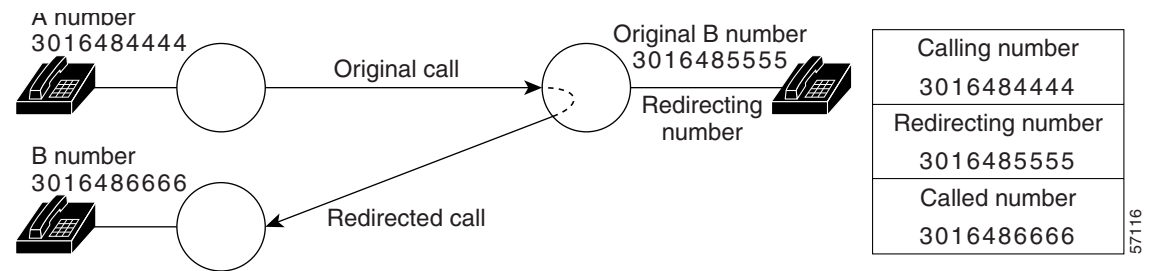 A number
3016484444
Original call
Original B number
3016485555
Redirecting
number
B number
3016486666
Redirected call
Calling number
3016484444
Redirecting number
3016485555
Called number
3016486666
57116